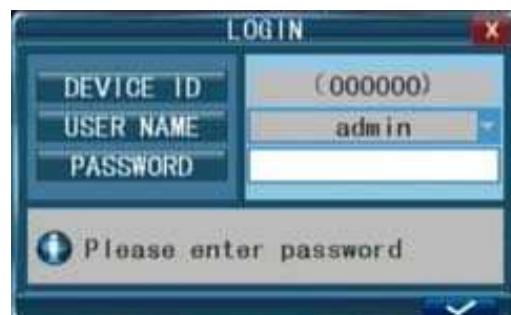 LOGIN
X
DEVICE ID (000000)
USER NAME admin
PASSWORD
Please enter password